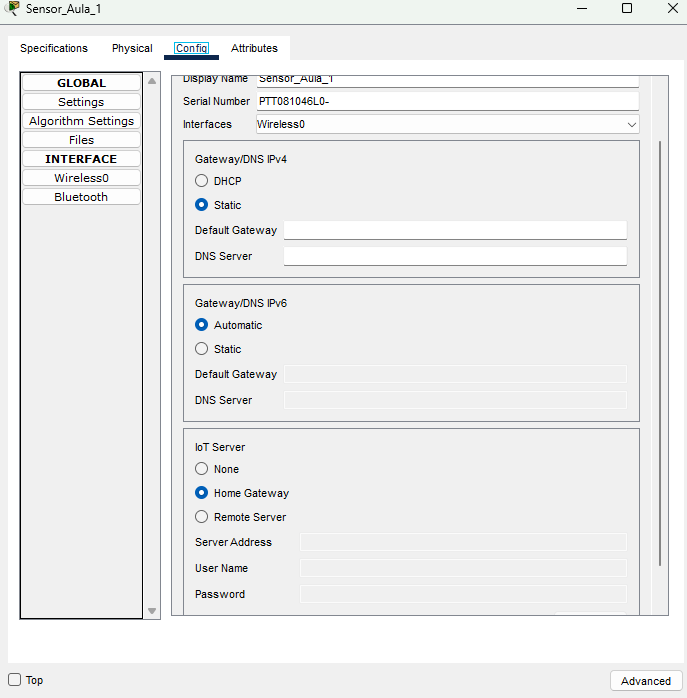 Sensor_Aula_1
Specifications Physical Config Attributes
GLOBAL
Settings
Algorithm Settings
Files
INTERFACE
Wireless0
Bluetooth
Display Name Sensor_Aula_1
Serial Number PTT081046L0-
Interfaces Wireless0
Gateway/DNS IPv4
DHCP
Static
Default Gateway
DNS Server
Gateway/DNS IPv6
Automatic
Static
Default Gateway
DNS Server
IoT Server
None
Home Gateway
Remote Server
Server Address
User Name
Password
Top
Advanced